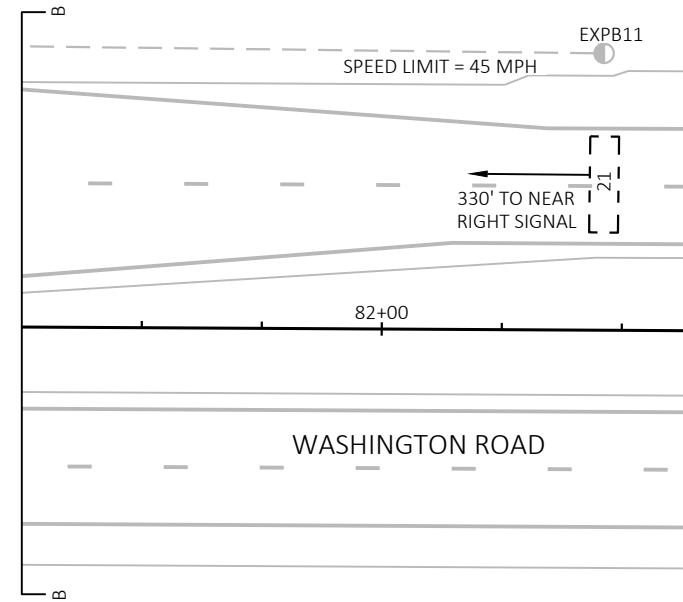 B
EXPB11
SPEED LIMIT = 45 MPH
21
330' TO NEAR
RIGHT SIGNAL
82+00
WASHINGTON ROAD
B